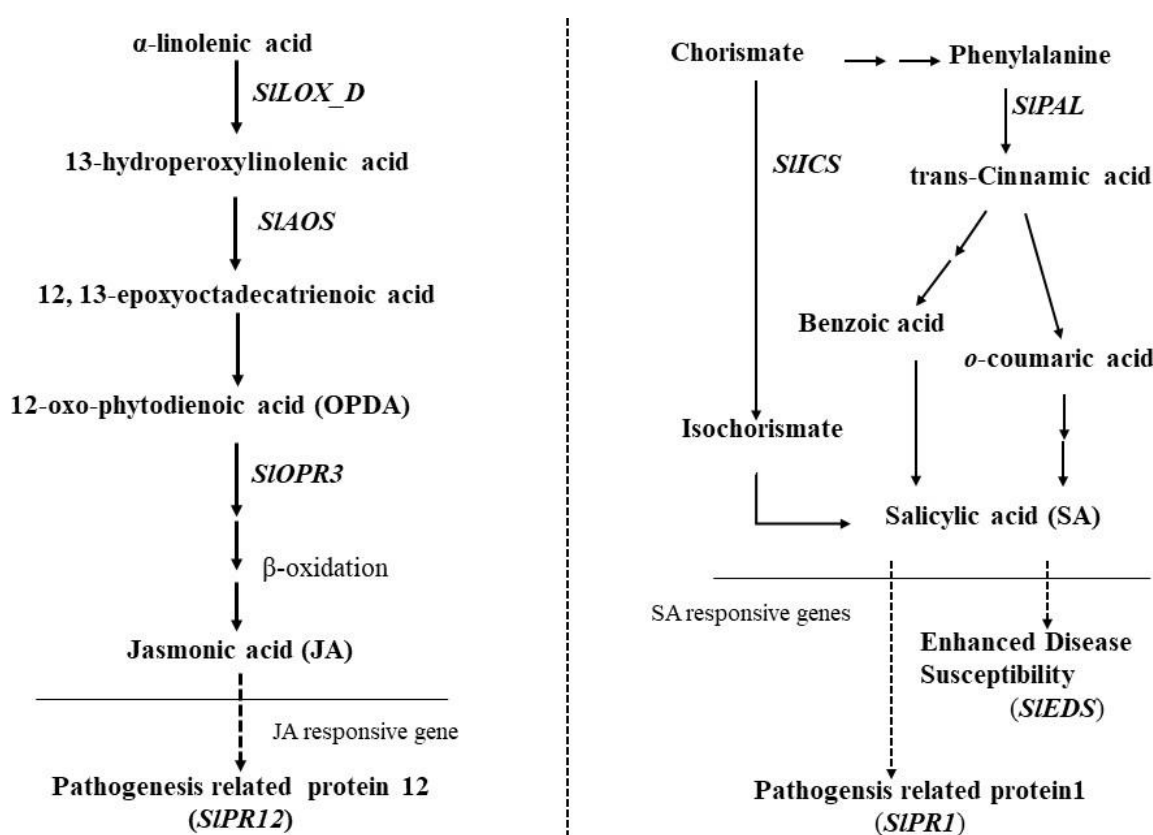 α-linolenic acid
SlLOX_D
13-hydroperoxylinolenic acid
SlAOS
12, 13-epoxyoctadecatrienoic acid
12-oxo-phytodienoic acid (OPDA)
SlOPR3
β-oxidation
Jasmonic acid (JA)
JA responsive gene
Pathogenesis related protein 12
(SlPR12)
Chorismate
Phenylalanine
SlPAL
SlICS
trans-Cinnamic acid
Benzoic acid
o-coumaric acid
Isochorismate
Salicylic acid (SA)
SA responsive genes
Enhanced Disease
Susceptibility
(SlEDS)
Pathogensis related protein1
(SlPR1)